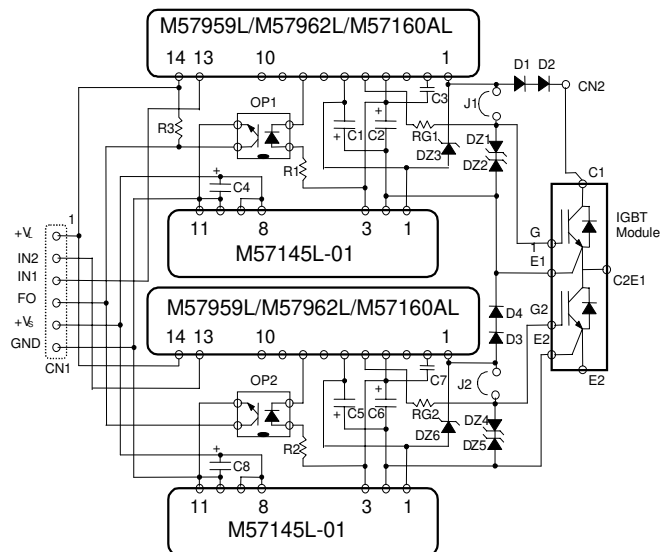 M57959L/M57962L/M57160AL
14 13 10 1
D1 D2
CN2
OP1
C3
J1
R3
C1 C2
RG1
DZ1
DZ3
DZ2
R1
C4
C1
11 8 3 1
M57145L-01
IGBT
Module
G
1
E1
C2E1
1
+VL
IN2
IN1
FO
+VS
GND
CN1
M57959L/M57962L/M57160AL
14 13 10 1
D4
D3
G2
E2
E2
OP2
C7
J2
C5 C6
RG2
DZ4
DZ6
DZ5
R2
C8
11 8 3 1
M57145L-01